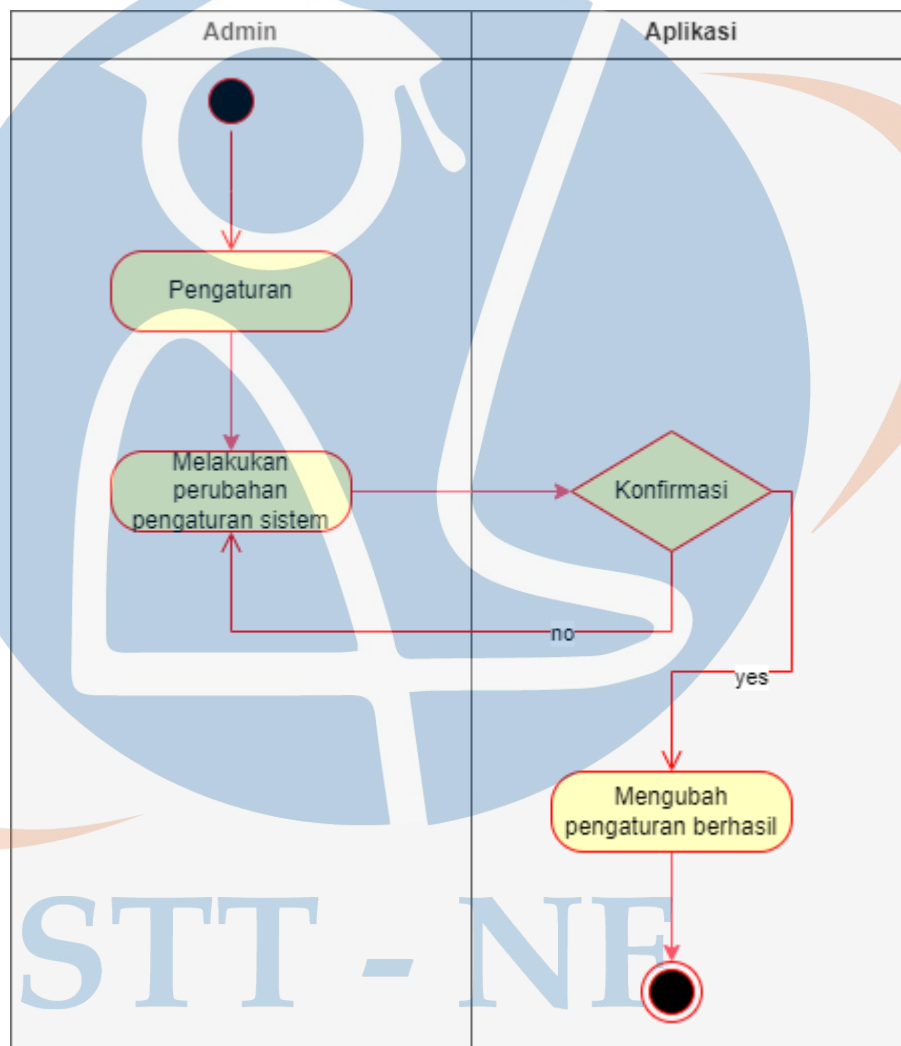 Admin
Aplikasi
Pengaturan
Melakukan
perubahan
pengaturan sistem
Konfirmasi
no
yes
Mengubah
pengaturan berhasil
STT - NF